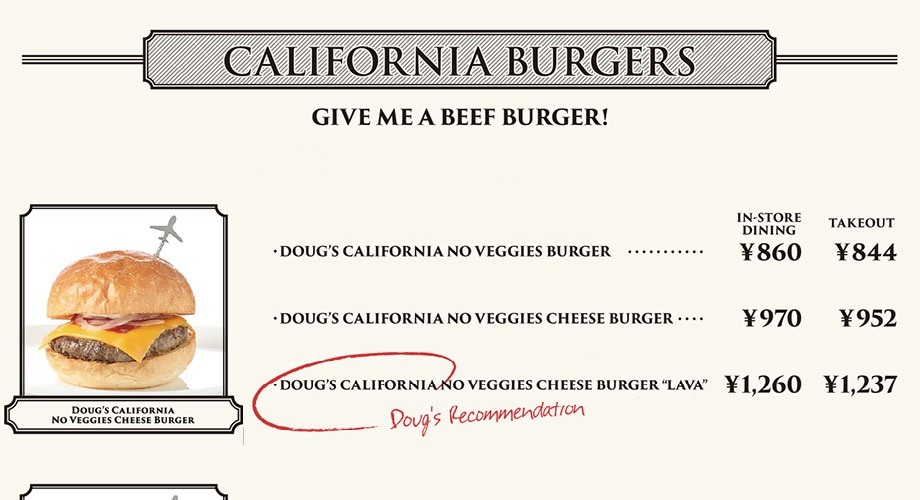 CALIFORNIA BURGERS
GIVE ME A BEEF BURGER!
IN-STORE DINING TAKEOUT
·DOUG'S CALIFORNIA NO VEGGIES BURGER ··········· ¥860 ¥844
·DOUG'S CALIFORNIA NO VEGGIES CHEESE BURGER ···· ¥970 ¥952
·DOUG'S CALIFORNIA NO VEGGIES CHEESE BURGER “LAVA” ¥1,260 ¥1,237
Doug's Recommendation
DOUG'S CALIFORNIA
NO VEGGIES CHEESE BURGER